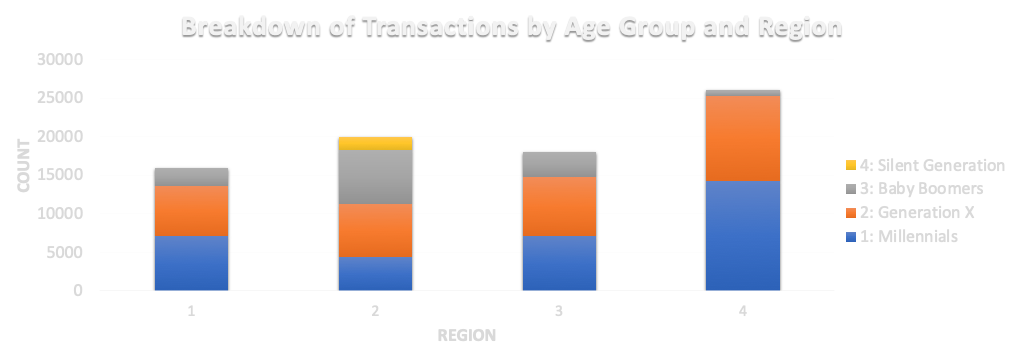 Breakdown of Transactions by Age Group and Region
30000
25000
20000
15000
10000
5000
0
COUNT
1 2 3 4
REGION
4: Silent Generation
3: Baby Boomers
2: Generation X
1: Millennials